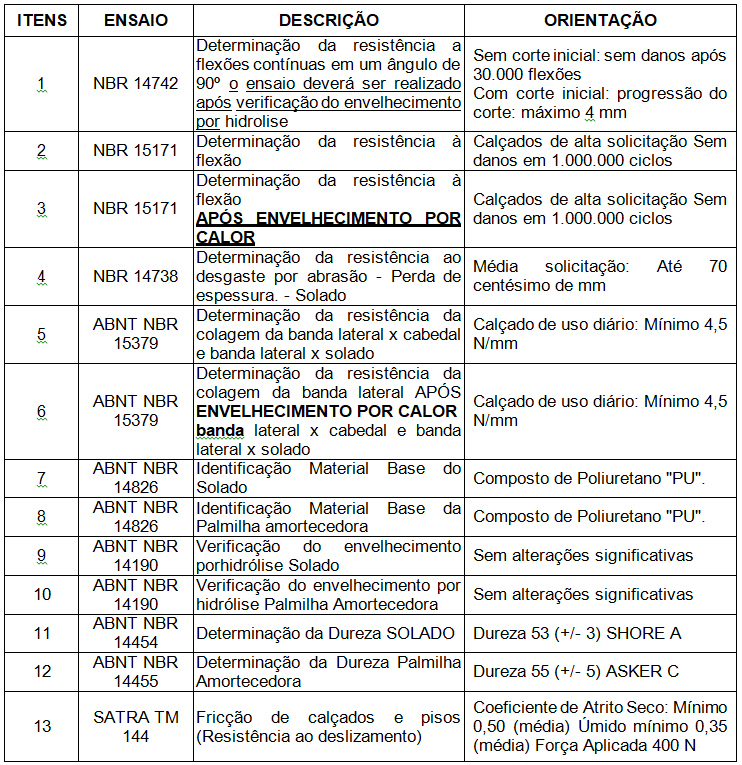 ITENS ENSAIO DESCRIÇÃO ORIENTAÇÃO
1
NBR 14742
Determinação da resistência a
flexões contínuas em um ângulo de
90º o ensaio deverá ser realizado
após verificação do envelhecimento
por hidrolise
Sem corte inicial: sem danos após
30.000 flexões
Com corte inicial: progressão do
corte: máximo 4 mm
2
NBR 15171
Determinação da resistência à
flexão
Calçados de alta solicitação Sem
danos em 1.000.000 ciclos
3
NBR 15171
Determinação da resistência à
flexão
APÓS ENVELHECIMENTO POR
CALOR
Calçados de alta solicitação Sem
danos em 1.000.000 ciclos
4
NBR 14738
Determinação da resistência ao
desgaste por abrasão - Perda de
espessura. - Solado
Média solicitação: Até 70
centésimo de mm
5
ABNT NBR
15379
Determinação da resistência da
colagem da banda lateral x cabedal
e banda lateral x solado
Calçado de uso diário: Mínimo 4,5
N/mm
6
ABNT NBR
15379
Determinação da resistência da
colagem da banda lateral APÓS
ENVELHECIMENTO POR CALOR
banda lateral x cabedal e banda
lateral x solado
Calçado de uso diário: Mínimo 4,5
N/mm
7
ABNT NBR
14826
Identificação Material Base do
Solado
Composto de Poliuretano "PU".
8
ABNT NBR
14826
Identificação Material Base da
Palmilha amortecedora
Composto de Poliuretano "PU".
9
ABNT NBR
14190
Verificação do envelhecimento
porhidrólise Solado
Sem alterações significativas
10
ABNT NBR
14190
Verificação do envelhecimento por
hidrólise Palmilha Amortecedora
Sem alterações significativas
11
ABNT NBR
14454
Determinação da Dureza SOLADO
Dureza 53 (+/- 3) SHORE A
12
ABNT NBR
14455
Determinação da Dureza Palmilha
Amortecedora
Dureza 55 (+/- 5) ASKER C
13
SATRA TM
144
Fricção de calçados e pisos
(Resistência ao deslizamento)
Coeficiente de Atrito Seco: Mínimo
0,50 (média) Úmido mínimo 0,35
(média) Força Aplicada 400 N